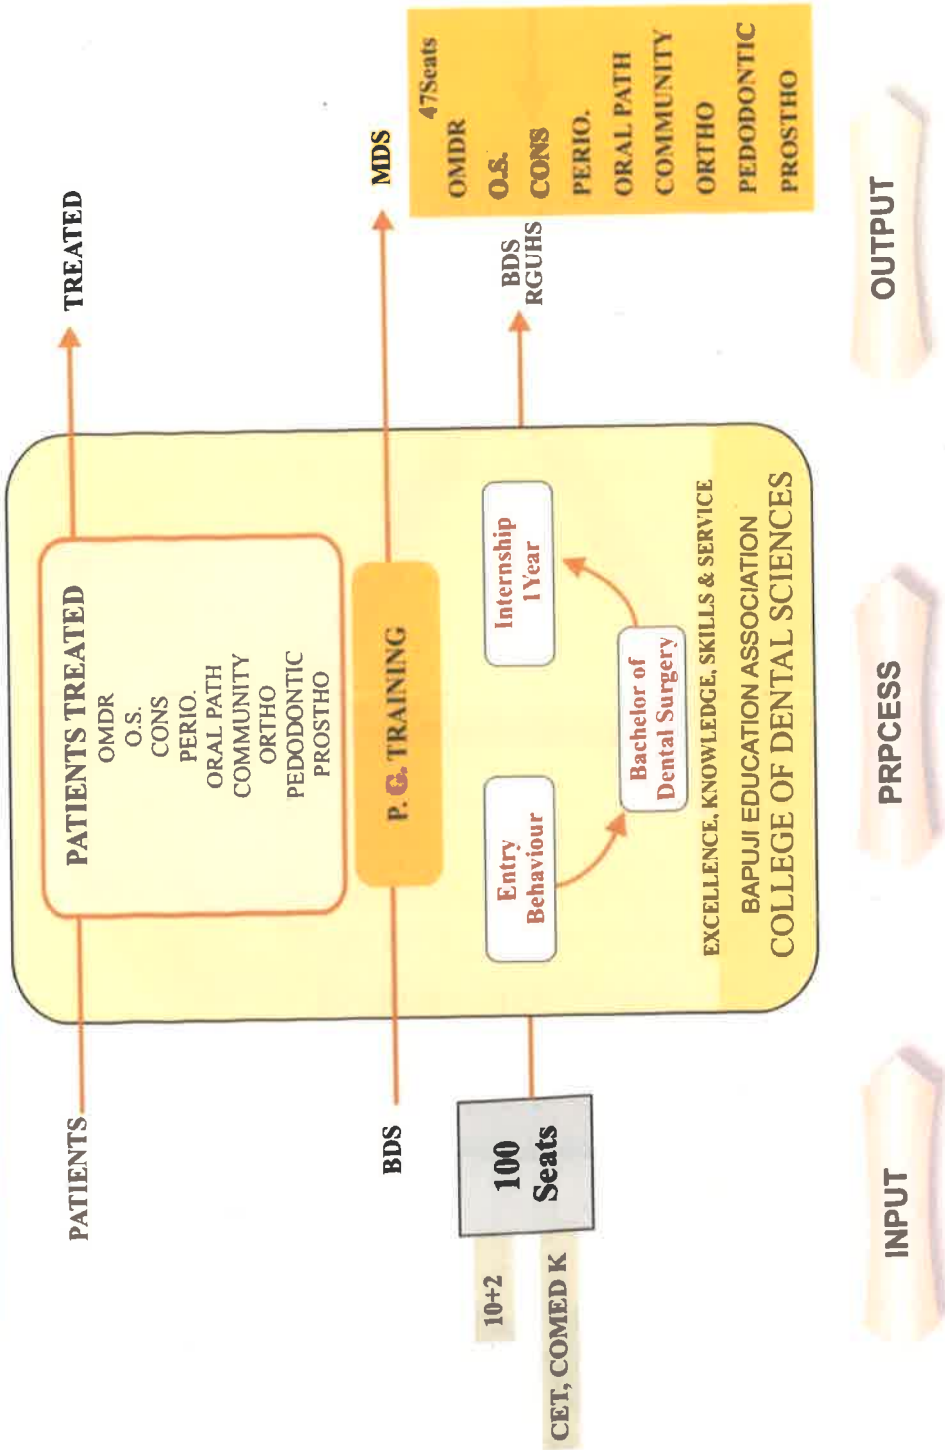 PATIENTS
PATIENTS TREATED
OMDR
O.S.
CONS
PERIO.
ORAL PATH
COMMUNITY
ORTHO
PEDODONTIC
PROSTHO
TREATED
BDS
P. G. TRAINING
MDS
10+2
CET, COMED K
100
Seats
Entry
Behaviour
Bachelor of
Dental Surgery
Internship
1Year
BDS
RGUHS
47Seats
OMDR
O.S.
CONS
PERIO.
ORAL PATH
COMMUNITY
ORTHO
PEDODONTIC
PROSTHO
EXCELLENCE, KNOWLEDGE, SKILLS & SERVICE
BAPUJI EDUCATION ASSOCIATION
COLLEGE OF DENTAL SCIENCES
INPUT
PRPCESS
OUTPUT